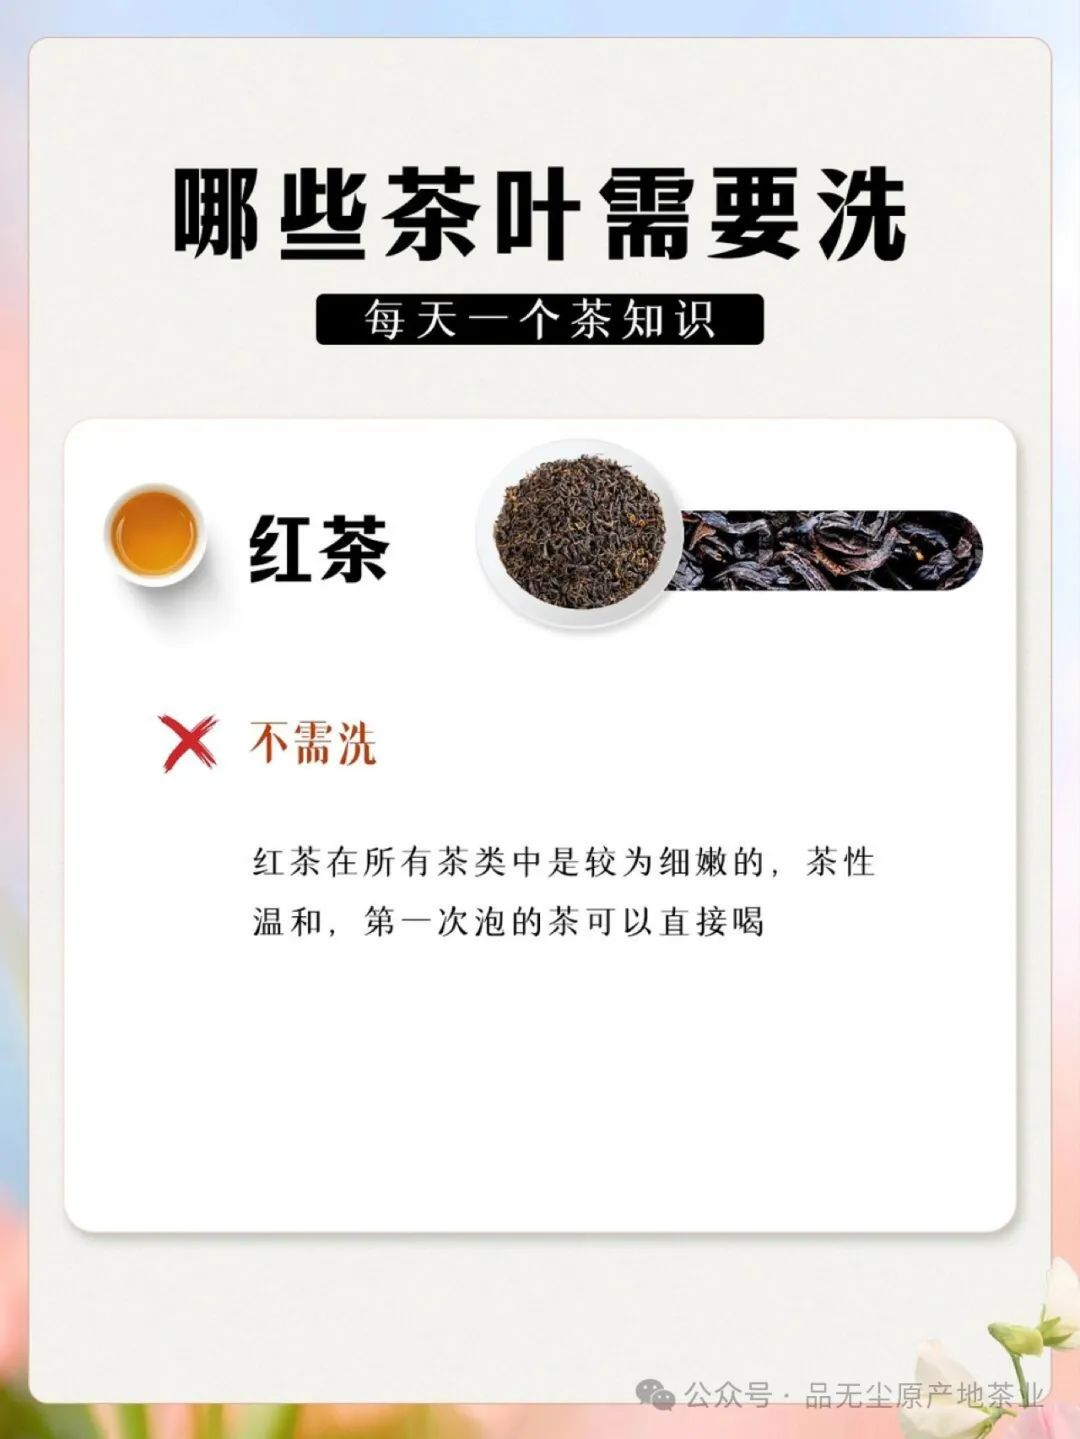 哪些茶叶需要洗
每天一个茶知识
红茶
不需洗
红茶在所有茶类中是较为细嫩的，茶性
温和，第一次泡的茶可以直接喝
公众号·品无尘原产地茶业